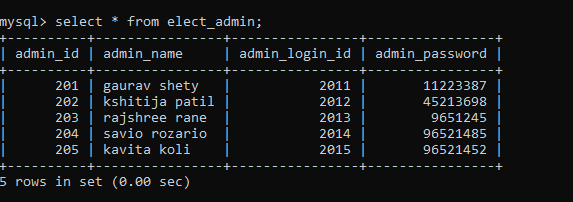 mysql> select * from elect_admin;
+----------+----------------+----------------+----------------+
| admin_id | admin_name     | admin_login_id | admin_password |
+----------+----------------+----------------+----------------+
|      201 | gaurav shety   |           2011 |       11223387 |
|      202 | kshitija patil |           2012 |       45213698 |
|      203 | rajshree rane  |           2013 |        9651245 |
|      204 | savio rozario  |           2014 |       96521485 |
|      205 | kavita koli    |           2015 |       96521452 |
+----------+----------------+----------------+----------------+
5 rows in set (0.00 sec)